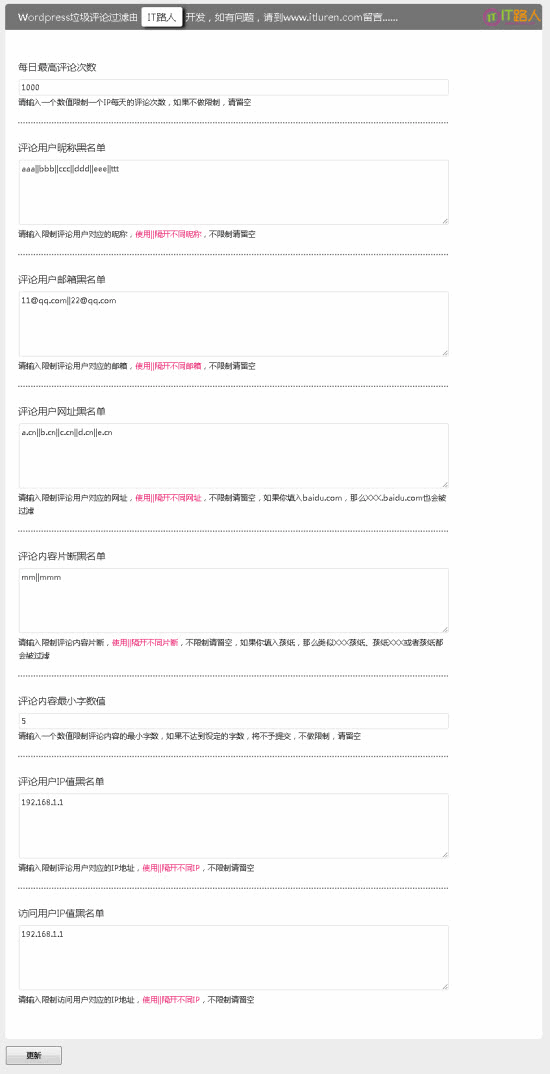 Wordpress垃圾评论过滤由 IT路人 开发，如有问题，请到www.itluren.com留言......
IT路人
每日最高评论次数
1000
请输入一个数值限制一个IP每天的评论次数，如果不做限制，请留空
评论用户昵称黑名单
aaa||bbb||ccc||ddd||eee||ttt
请输入限制评论用户对应的昵称，使用||隔开不同昵称，不限制请留空
评论用户邮箱黑名单
11@qq.com||22@qq.com
请输入限制评论用户对应的邮箱，使用||隔开不同邮箱，不限制请留空
评论用户网址黑名单
a.cn||b.cn||c.cn||d.cn||e.cn
请输入限制评论用户对应的网址，使用||隔开不同网址，不限制请留空，如果你填入baidu.com，那么XXX.baidu.com也会被
过滤
评论内容片断黑名单
mm||mmm
请输入限制评论内容片断，使用||隔开不同片断，不限制请留空，如果你填入孩纸，那么类似XXX孩纸、孩纸XXX或者孩纸都
会被过滤
评论内容最小字数值
5
请输入一个数值限制评论内容的最小字数，如果不达到设定的字数，将不予提交，不做限制，请留空
评论用户IP值黑名单
192.168.1.1
请输入限制评论用户对应的IP地址，使用||隔开不同IP，不限制请留空
访问用户IP值黑名单
192.168.1.1
请输入限制访问用户对应的IP地址，使用||隔开不同IP，不限制请留空
更新